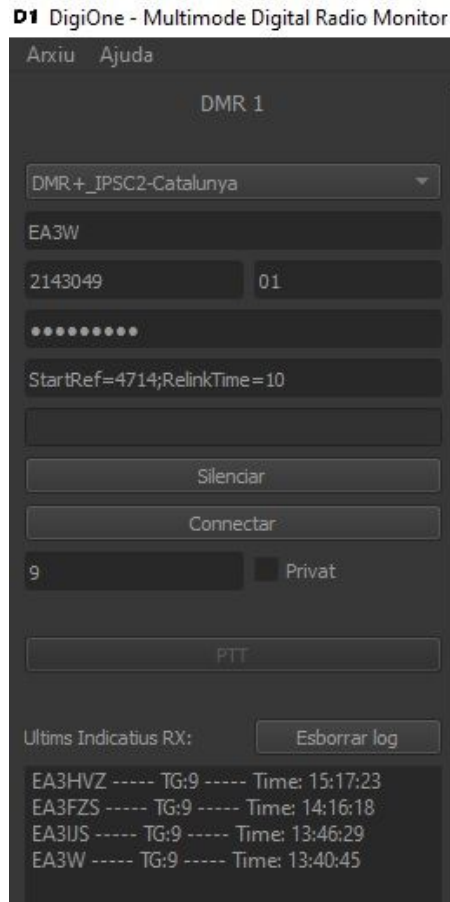 D1 DigiOne - Multimode Digital Radio Monitor
Arxiu Ajuda
DMR 1
DMR+_IPSC2-Catalunya
EA3W
2143049 01
●●●●●●●●●
StartRef=4714;RelinkTime=10
Silenciar
Connectar
9 Privat
PTT
Ultims Indicatius RX: Esborrar log
EA3HVZ ----- TG:9 ----- Time: 15:17:23
EA3FZS ----- TG:9 ----- Time: 14:16:18
EA3IJS ----- TG:9 ----- Time: 13:46:29
EA3W ----- TG:9 ----- Time: 13:40:45